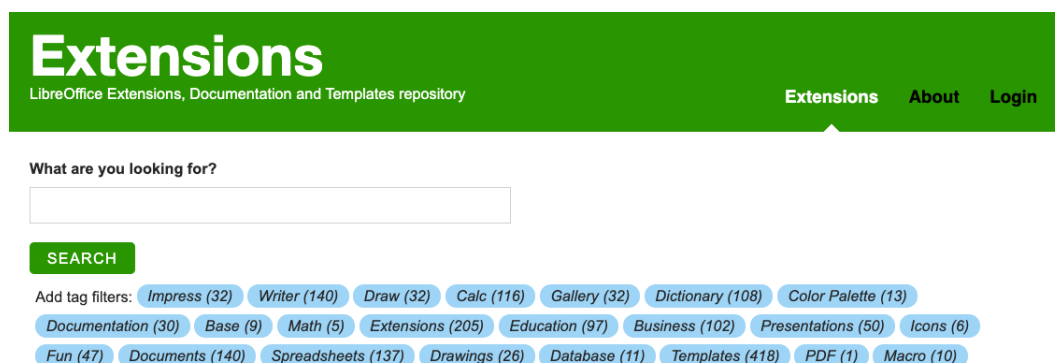 Extensions
LibreOffice Extensions, Documentation and Templates repository
Extensions About Login
What are you looking for?
SEARCH
Add tag filters: Impress (32) Writer (140) Draw (32) Calc (116) Gallery (32) Dictionary (108) Color Palette (13)
Documentation (30) Base (9) Math (5) Extensions (205) Education (97) Business (102) Presentations (50) Icons (6)
Fun (47) Documents (140) Spreadsheets (137) Drawings (26) Database (11) Templates (418) PDF (1) Macro (10)